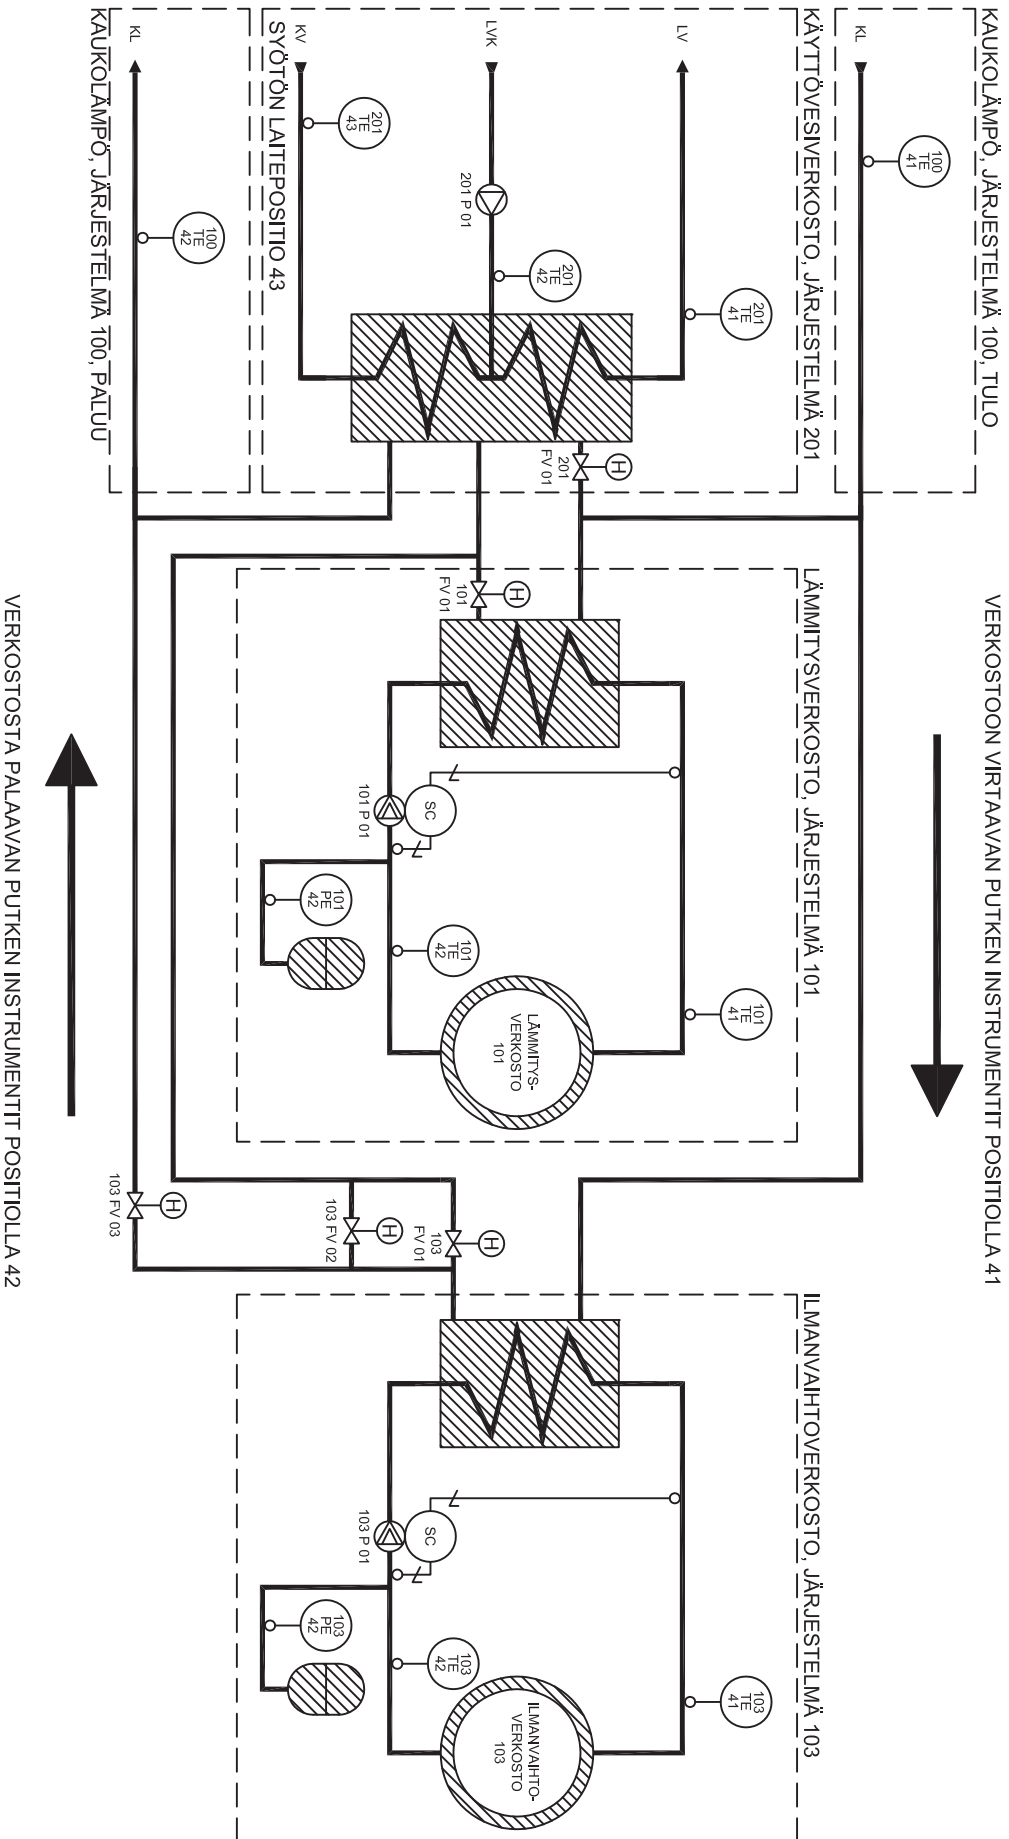 VERKOSTOON VIRTAAVAN PUTKEN INSTRUMENTIT POSITIOLLA 41
KAUKOLÄMPÖ, JÄRJESTELMÄ 100, TULO
KL
100
TE
41
KÄYTTÖVESIVERKOSTO, JÄRJESTELMÄ 201
LV
201
TE
41
LVK
201 P 01
201
TE
42
KV
201
TE
43
H
201
FV 01
SYÖTÖN LAITEPOSITIO 43
KL
100
TE
42
KAUKOLÄMPÖ, JÄRJESTELMÄ 100, PALUU
LÄMMITYSVERKOSTO, JÄRJESTELMÄ 101
H
101
FV 01
101
TE
41
SC
101 P 01
101
TE
42
101
PE
42
LÄMMITYS-
VERKOSTO
101
H
103
FV 01
H
103 FV 02
H
103 FV 03
ILMANVAIHTOVERKOSTO, JÄRJESTELMÄ 103
103
TE
41
SC
103 P 01
103
TE
42
103
PE
42
ILMANVAIHTO-
VERKOSTO
103
VERKOSTOSTA PALAAVAN PUTKEN INSTRUMENTIT POSITIOLLA 42